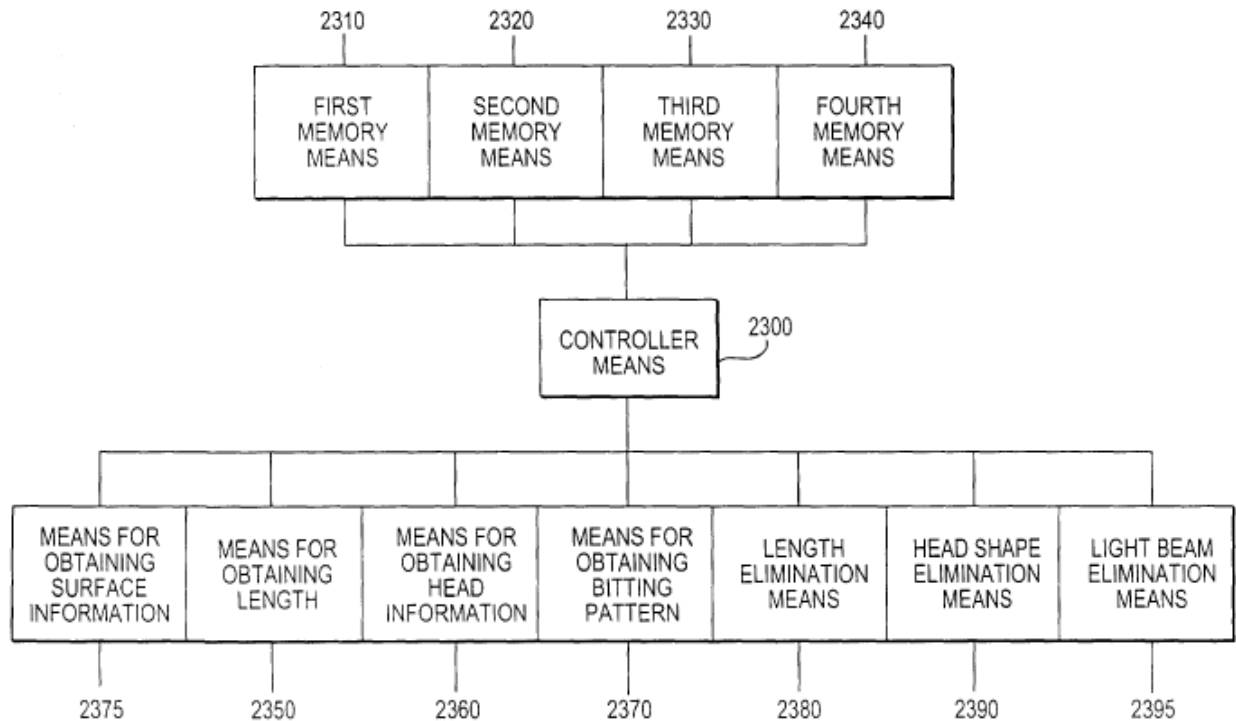 2310 2320 2330 2340
FIRST MEMORY MEANS
SECOND MEMORY MEANS
THIRD MEMORY MEANS
FOURTH MEMORY MEANS
CONTROLLER MEANS
2300
MEANS FOR OBTAINING SURFACE INFORMATION
MEANS FOR OBTAINING LENGTH
MEANS FOR OBTAINING HEAD INFORMATION
MEANS FOR OBTAINING BITTING PATTERN
LENGTH ELIMINATION MEANS
HEAD SHAPE ELIMINATION MEANS
LIGHT BEAM ELIMINATION MEANS
2375 2350 2360 2370 2380 2390 2395